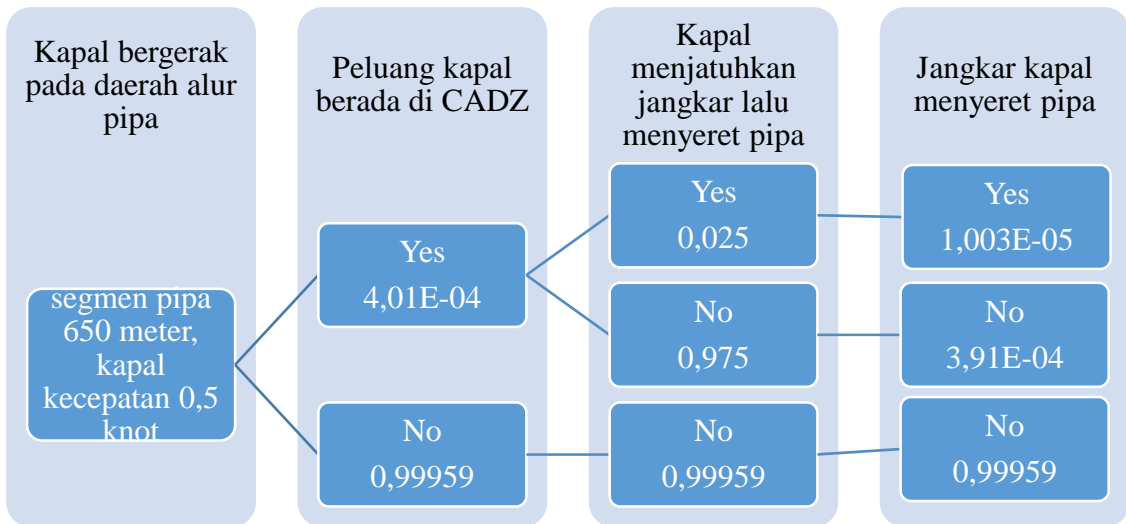 Kapal bergerak
pada daerah alur
pipa
segmen pipa
650 meter,
kapal
kecepatan 0,5
knot
Peluang kapal
berada di CADZ
Yes
4,01E-04
No
0,99959
Kapal
menjatuhkan
jangkar lalu
menyeret pipa
Yes
0,025
No
0,975
No
0,99959
Jangkar kapal
menyeret pipa
Yes
1,003E-05
No
3,91E-04
No
0,99959